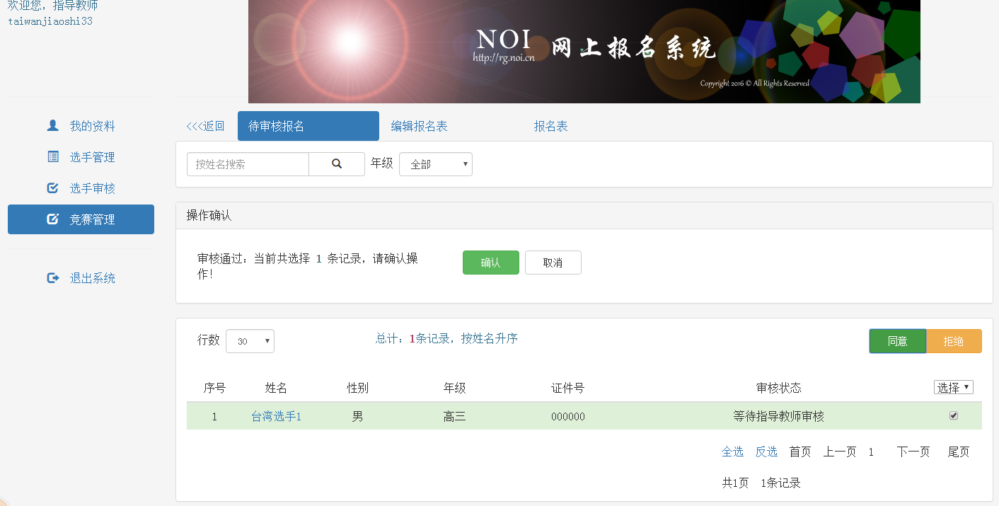 欢迎您，指导教师
taiwanjiaoshi33
NOI
http://rg.noi.cn
网上报名系统
Copyright 2016 © All Rights Reserved
我的资料
选手管理
选手审核
竞赛管理
退出系统
<<<返回 待审核报名 编辑报名表 报名表
按姓名搜索 年级 全部
操作确认
审核通过：当前共选择 1 条记录，请确认操
作！
确认 取消
行数 30 总计：1条记录，按姓名升序 同意 拒绝
序号 姓名 性别 年级 证件号 审核状态 选择
1 台湾选手1 男 高三 000000 等待指导教师审核
全选 反选 首页 上一页 1 下一页 尾页
共1页 1条记录